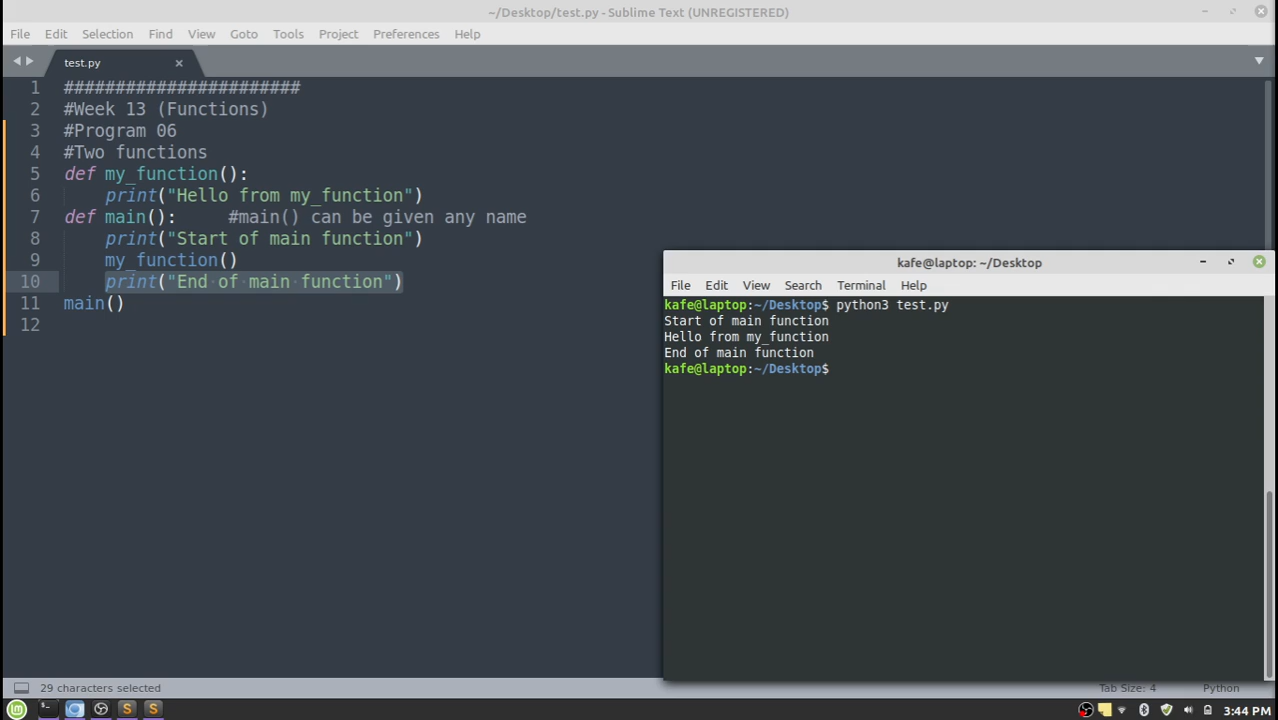 ~/Desktop/test.py - Sublime Text (UNREGISTERED)
File Edit Selection Find View Goto Tools Project Preferences Help
test.py
1 #######################
2 #Week 13 (Functions)
3 #Program 06
4 #Two functions
5 def my_function():
6     print("Hello from my_function")
7 def main():     #main() can be given any name
8     print("Start of main function")
9     my_function()
10     print("End of main function")
11 main()
12
kafe@laptop: ~/Desktop
File Edit View Search Terminal Help
kafe@laptop:~/Desktop$ python3 test.py
Start of main function
Hello from my_function
End of main function
kafe@laptop:~/Desktop$
29 characters selected
Tab Size: 4 Python
3:44 PM